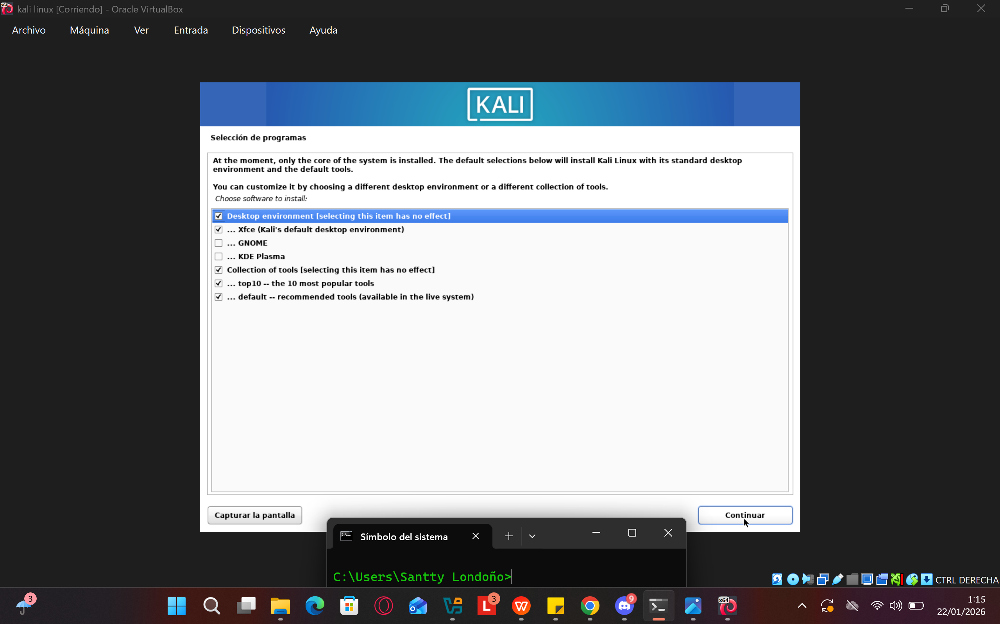 kali linux [Corriendo] - Oracle VirtualBox
Archivo Máquina Ver Entrada Dispositivos Ayuda
KALI
Selección de programas
At the moment, only the core of the system is installed. The default selections below will install Kali Linux with its standard desktop
environment and the default tools.
You can customize it by choosing a different desktop environment or a different collection of tools.
Choose software to install:
Desktop environment [selecting this item has no effect]
... Xfce (Kali's default desktop environment)
... GNOME
... KDE Plasma
Collection of tools [selecting this item has no effect]
... top10 -- the 10 most popular tools
... default -- recommended tools (available in the live system)
Capturar la pantalla
Continuar
Símbolo del sistema
C:\Users\Santty Londoño>
CTRL DERECHA
3
3
9
x64
1:15
22/01/2026